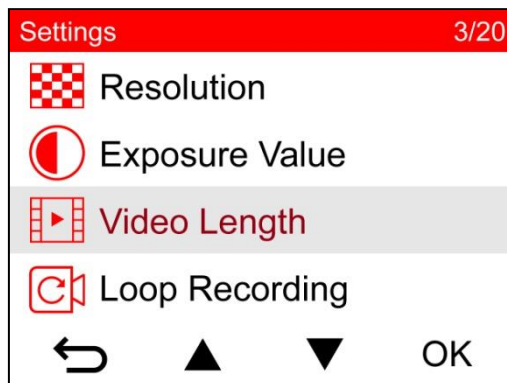 Settings 3/20
Resolution
Exposure Value
Video Length
Loop Recording
OK